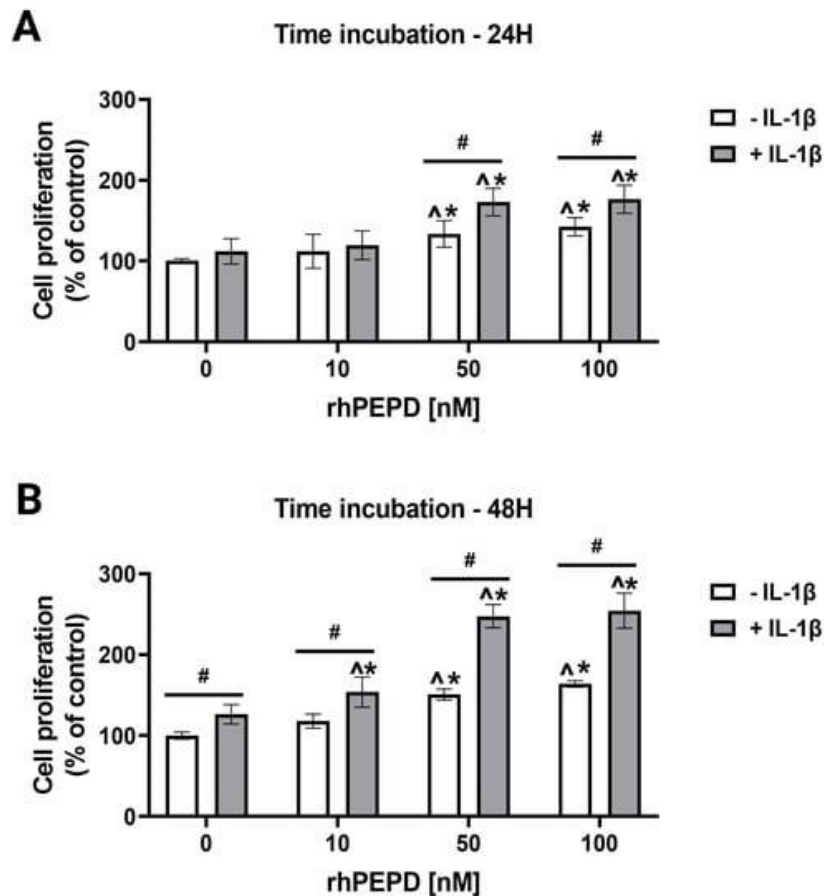 A
Time incubation - 24H
Cell proliferation
(% of control)
300
200
100
0
# #
^* ^* ^* ^*
0 10 50 100
rhPEPD [nM]
- IL-1β
+ IL-1β
B
Time incubation - 48H
Cell proliferation
(% of control)
300
200
100
0
# # # #
^* ^* ^* ^* ^*
0 10 50 100
rhPEPD [nM]
- IL-1β
+ IL-1β